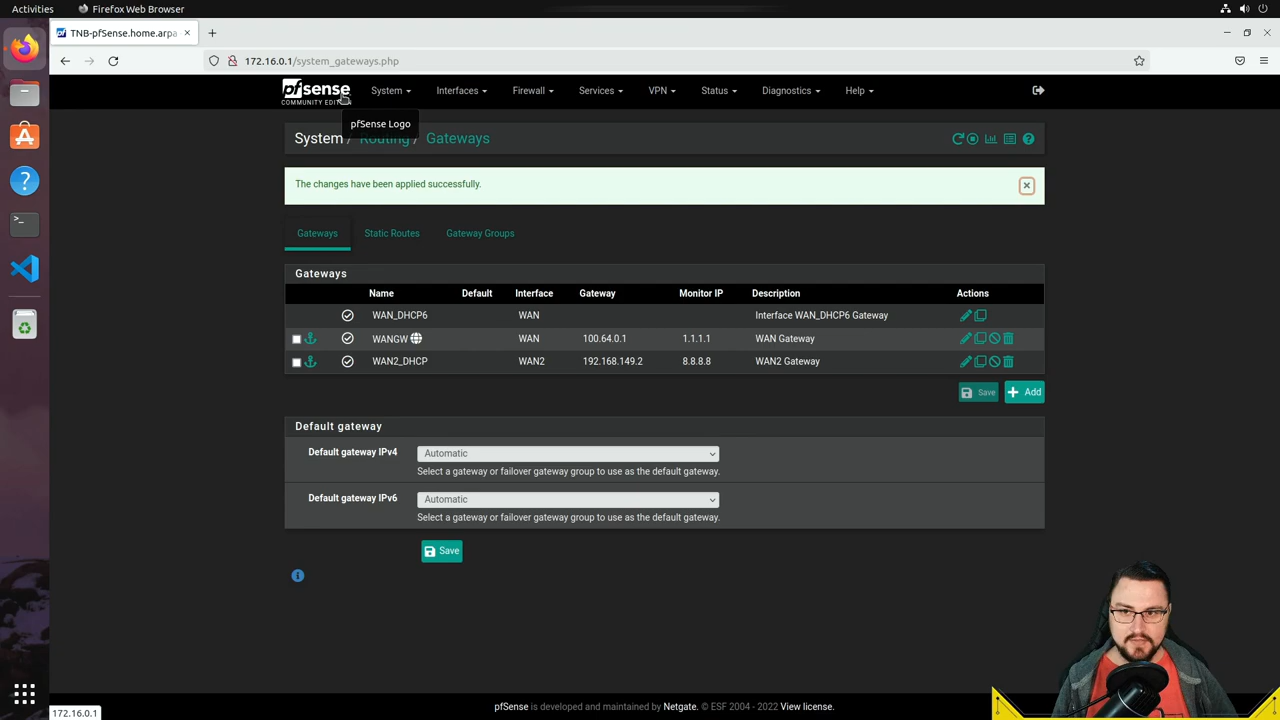 Activities Firefox Web Browser
TNB-pfSense.home.arpa
172.16.0.1/system_gateways.php
pfsense System Interfaces Firewall Services VPN Status Diagnostics Help
COMMUNITY EDITION
pfSense Logo
System / Routing / Gateways
The changes have been applied successfully.
Gateways Static Routes Gateway Groups
Gateways
Name Default Interface Gateway Monitor IP Description Actions
WAN_DHCP6 WAN Interface WAN_DHCP6 Gateway
WANGW WAN 100.64.0.1 1.1.1.1 WAN Gateway
WAN2_DHCP WAN2 192.168.149.2 8.8.8.8 WAN2 Gateway
Save Add
Default gateway
Default gateway IPv4 Automatic
Select a gateway or failover gateway group to use as the default gateway.
Default gateway IPv6 Automatic
Select a gateway or failover gateway group to use as the default gateway.
Save
pfSense is developed and maintained by Netgate. © ESF 2004 - 2022 View license.
172.16.0.1